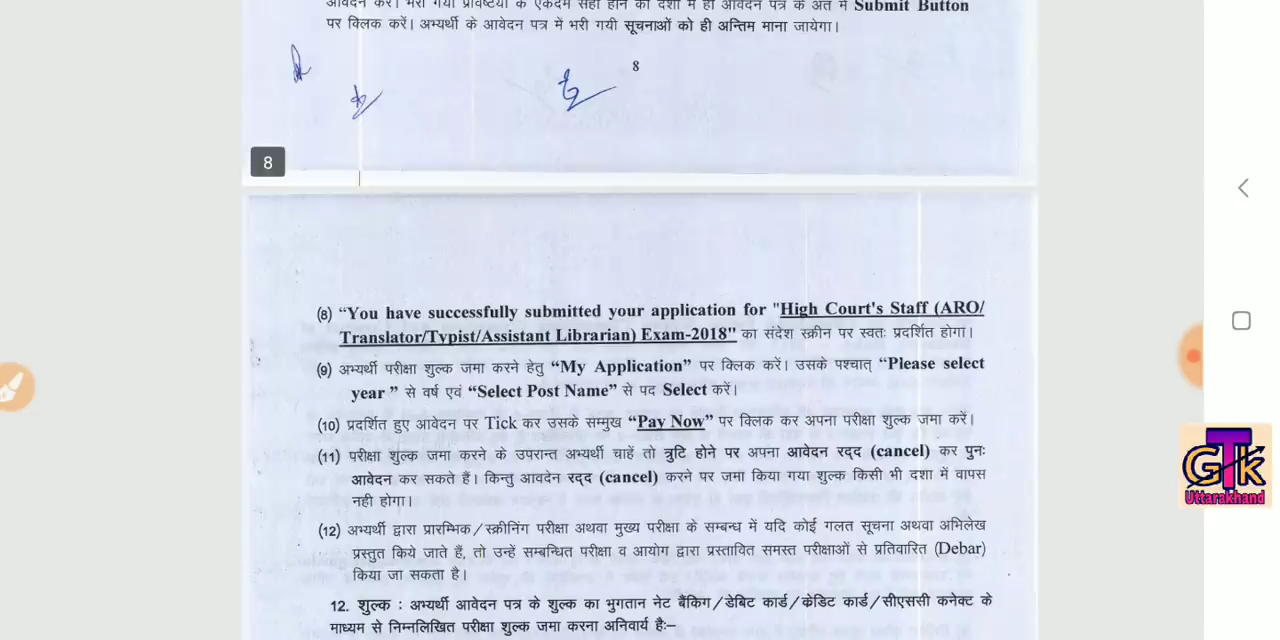 आवेदन करें। भरी गयी प्रविष्टियों के एकदम सही होने की दशा में ही आवेदन पत्र के अंत में Submit Button
पर क्लिक करें। अभ्यर्थी के आवेदन पत्र में भरी गयी सूचनाओं को ही अन्तिम माना जायेगा।
8
8
(8) “You have successfully submitted your application for "High Court's Staff (ARO/
Translator/Typist/Assistant Librarian) Exam-2018" का संदेश स्क्रीन पर स्वतः प्रदर्शित होगा।
(9) अभ्यर्थी परीक्षा शुल्क जमा करने हेतु “My Application” पर क्लिक करें। उसके पश्चात् “Please select
year ” से वर्ष एवं “Select Post Name” से पद Select करें।
(10) प्रदर्शित हुए आवेदन पर Tick कर उसके सम्मुख “Pay Now” पर क्लिक कर अपना परीक्षा शुल्क जमा करें।
(11) परीक्षा शुल्क जमा करने के उपरान्त अभ्यर्थी चाहें तो त्रुटि होने पर अपना आवेदन रद्द (cancel) कर पुनः
आवेदन कर सकते हैं। किन्तु आवदेन रद्द (cancel) करने पर जमा किया गया शुल्क किसी भी दशा में वापस
नही होगा।
(12) अभ्यर्थी द्वारा प्रारम्भिक/स्क्रीनिंग परीक्षा अथवा मुख्य परीक्षा के सम्बन्ध में यदि कोई गलत सूचना अथवा अभिलेख
प्रस्तुत किये जाते हैं, तो उन्हें सम्बन्धित परीक्षा व आयोग द्वारा प्रस्तावित समस्त परीक्षाओं से प्रतिवारित (Debar)
किया जा सकता है।
12. शुल्क : अभ्यर्थी आवेदन पत्र के शुल्क का भुगतान नेट बैंकिग/डेबिट कार्ड/क्रेडिट कार्ड/सीएससी कनेक्ट के
माध्यम से निम्नलिखित परीक्षा शुल्क जमा करना अनिवार्य है:–
GTk
Uttarakhand